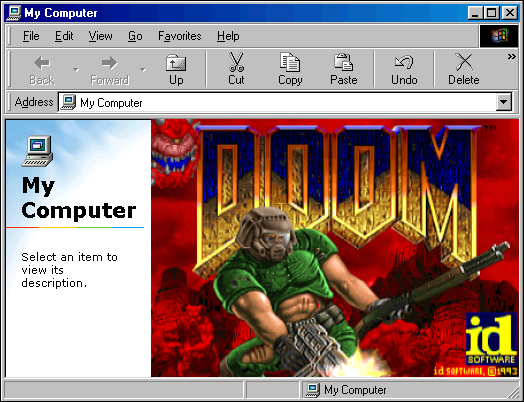 My Computer
File Edit View Go Favorites Help
Back Forward Up Cut Copy Paste Undo Delete »
Address My Computer
My
Computer
Select an item to
view its
description.
DOOM™
id
SOFTWARE
id SOFTWARE, ©1993
My Computer